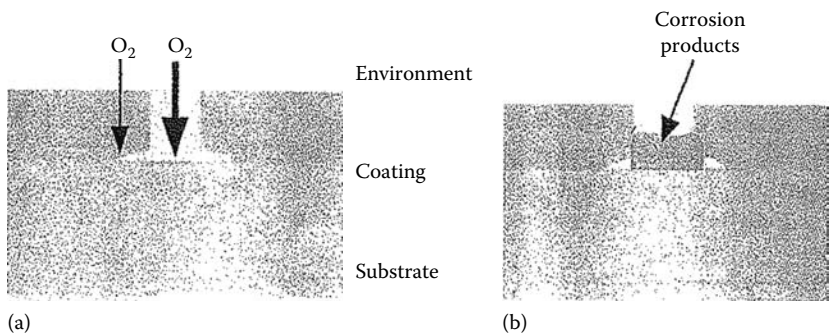 O₂ O₂
Environment
Coating
Substrate
(a)
Corrosion
products
(b)